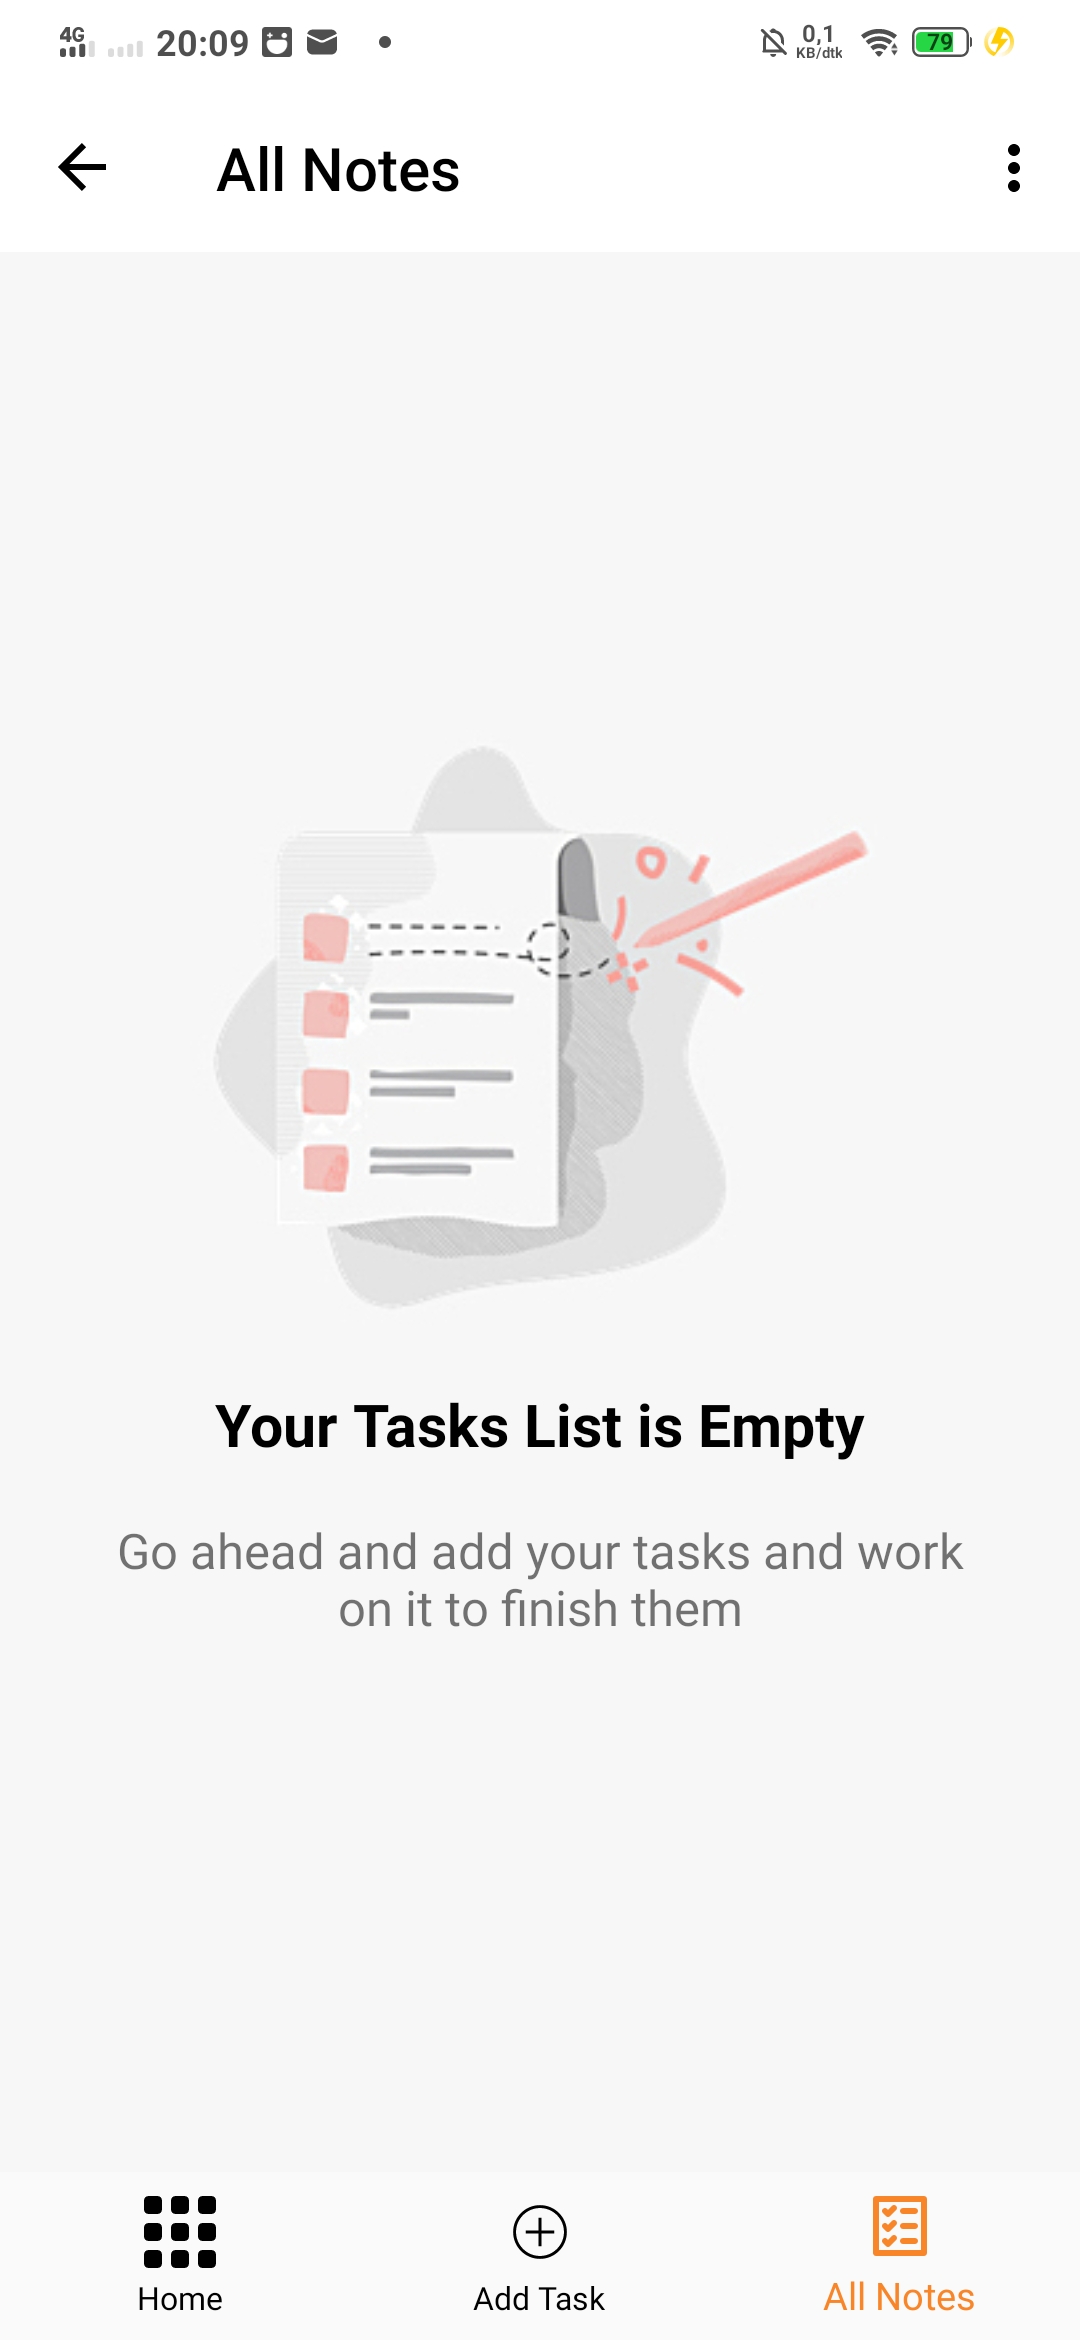 4G 20:09 0,1 KB/dtk 79
All Notes
Your Tasks List is Empty
Go ahead and add your tasks and work
on it to finish them
Home Add Task All Notes